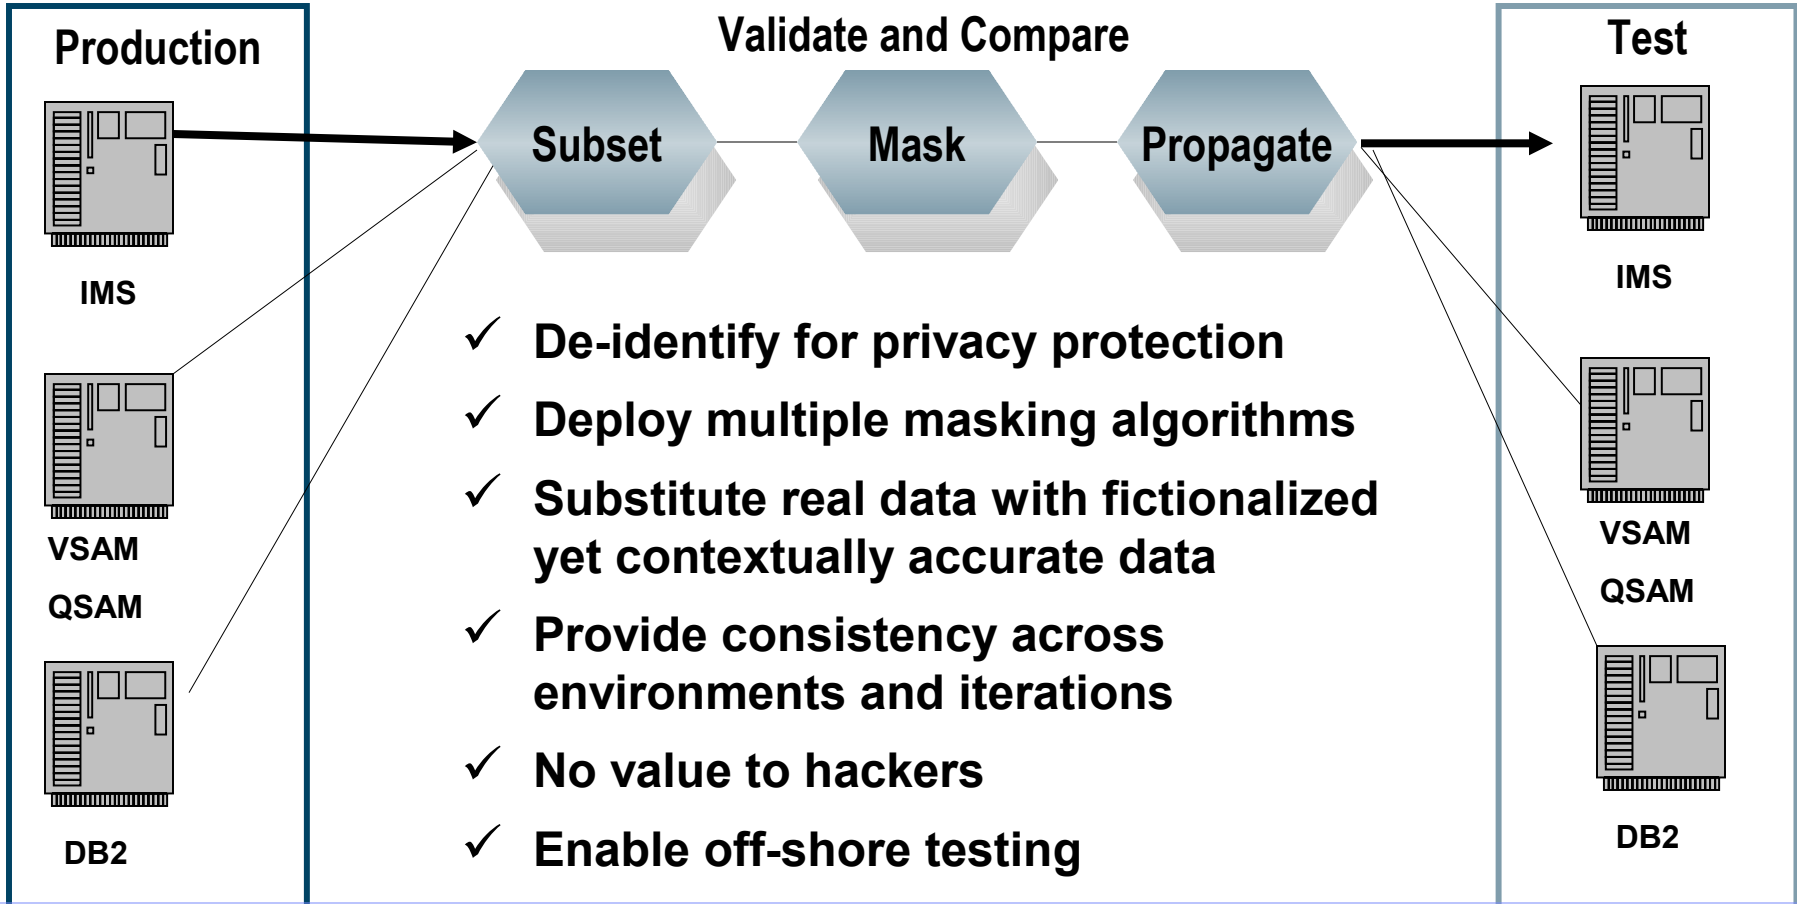 Production
Validate and Compare
Test
Subset
Mask
Propagate
IMS
VSAM
QSAM
DB2
✓ De-identify for privacy protection
✓ Deploy multiple masking algorithms
✓ Substitute real data with fictionalized
yet contextually accurate data
✓ Provide consistency across
environments and iterations
✓ No value to hackers
✓ Enable off-shore testing
IMS
VSAM
QSAM
DB2